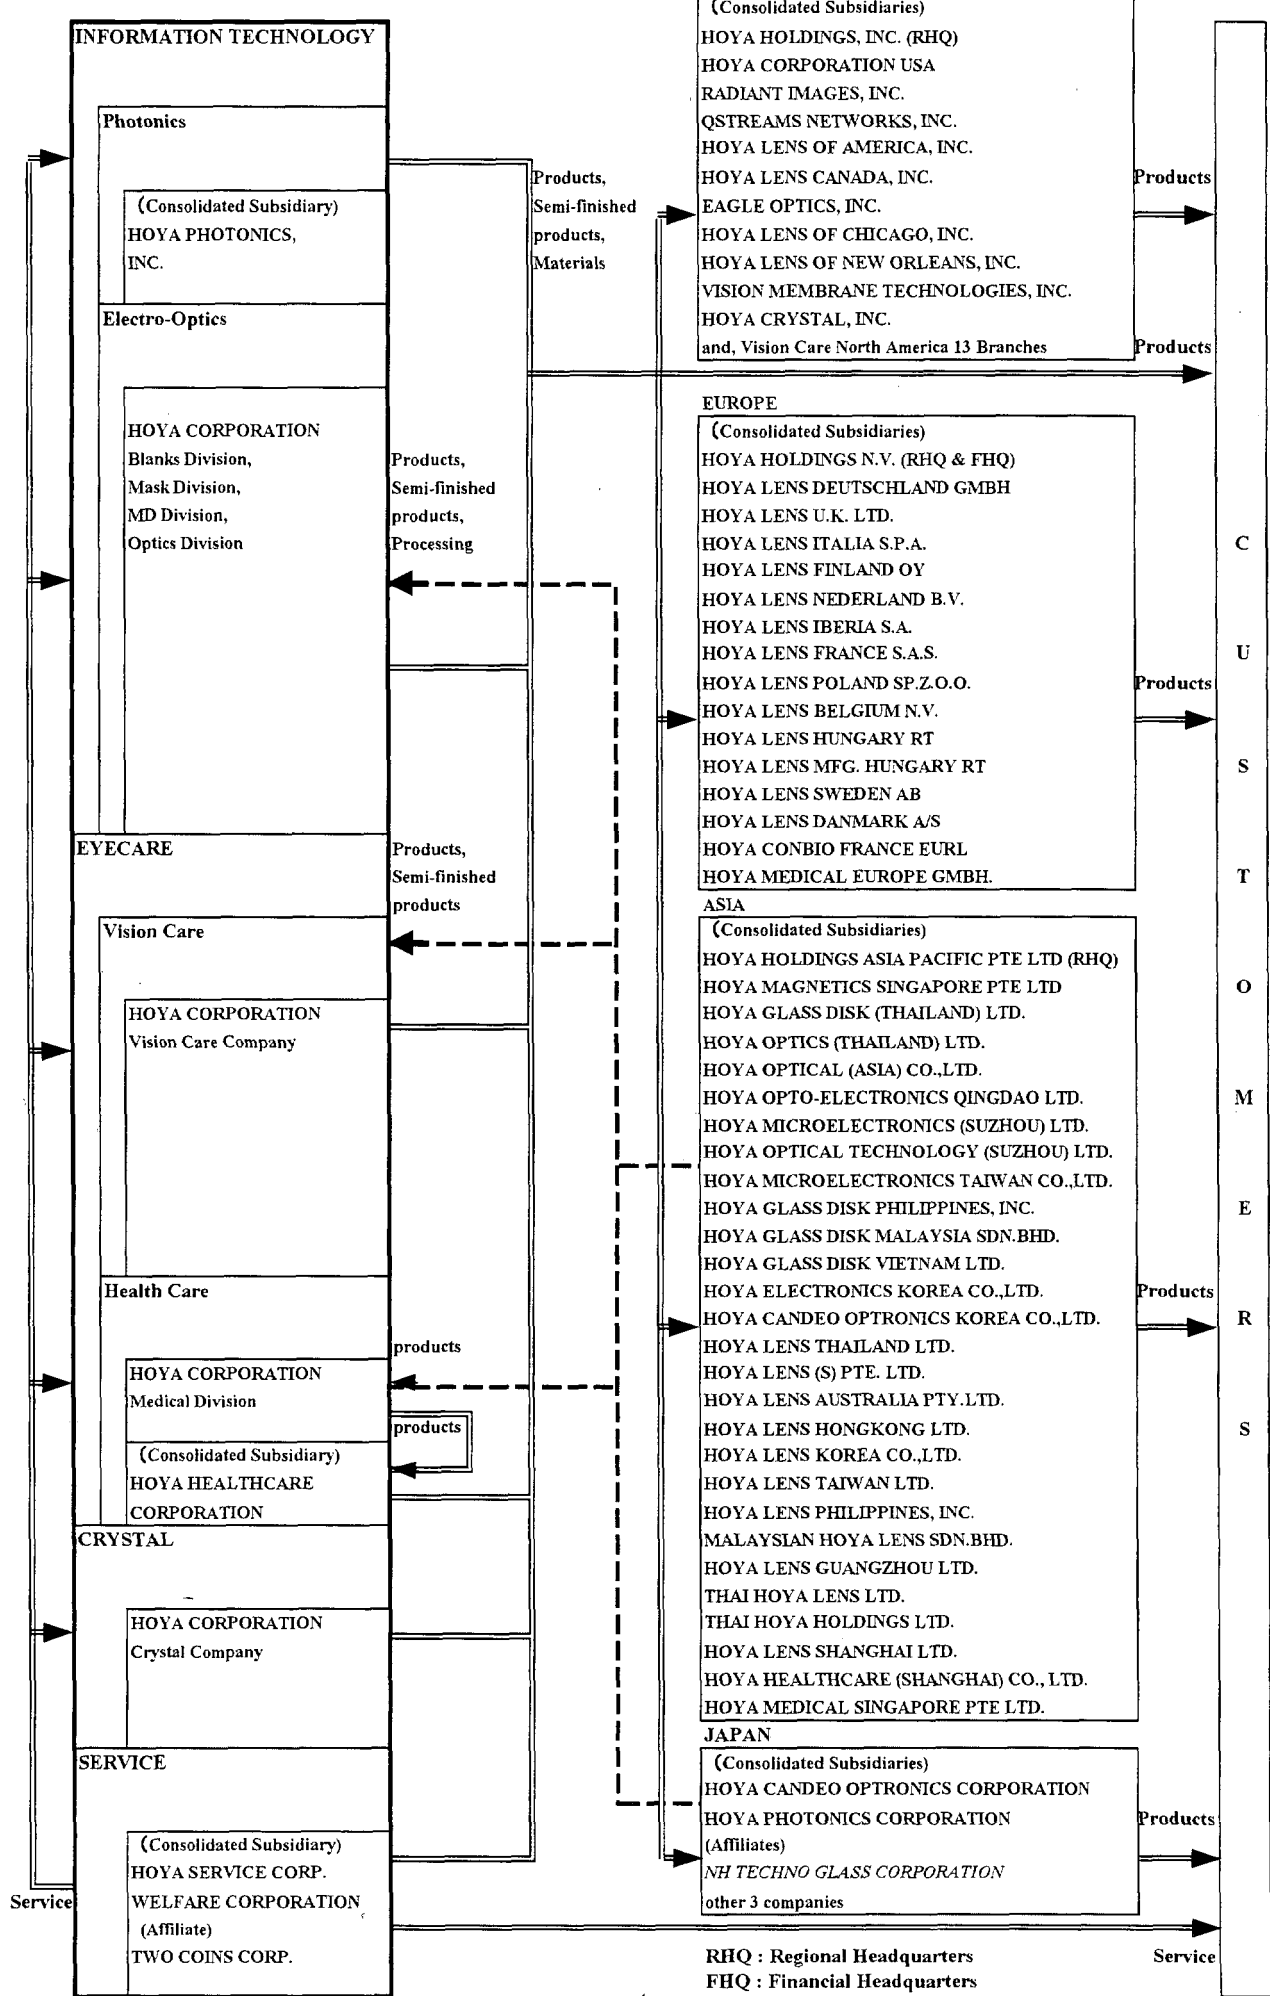 INFORMATION TECHNOLOGY
Photonics
(Consolidated Subsidiary)
HOYA PHOTONICS,
INC.
Electro-Optics
HOYA CORPORATION
Blanks Division,
Mask Division,
MD Division,
Optics Division
EYECARE
Vision Care
HOYA CORPORATION
Vision Care Company
Health Care
HOYA CORPORATION
Medical Division
(Consolidated Subsidiary)
HOYA HEALTHCARE
CORPORATION
CRYSTAL
HOYA CORPORATION
Crystal Company
SERVICE
(Consolidated Subsidiary)
HOYA SERVICE CORP.
WELFARE CORPORATION
(Affiliate)
TWO COINS CORP.
Service
Products,
Semi-finished
products,
Materials
Products,
Semi-finished
products,
Processing
Products,
Semi-finished
products
products
products
(Consolidated Subsidiaries)
HOYA HOLDINGS, INC. (RHQ)
HOYA CORPORATION USA
RADIANT IMAGES, INC.
QSTREAMS NETWORKS, INC.
HOYA LENS OF AMERICA, INC.
HOYA LENS CANADA, INC.
EAGLE OPTICS, INC.
HOYA LENS OF CHICAGO, INC.
HOYA LENS OF NEW ORLEANS, INC.
VISION MEMBRANE TECHNOLOGIES, INC.
HOYA CRYSTAL, INC.
and, Vision Care North America 13 Branches
Products
Products
EUROPE
(Consolidated Subsidiaries)
HOYA HOLDINGS N.V. (RHQ & FHQ)
HOYA LENS DEUTSCHLAND GMBH
HOYA LENS U.K. LTD.
HOYA LENS ITALIA S.P.A.
HOYA LENS FINLAND OY
HOYA LENS NEDERLAND B.V.
HOYA LENS IBERIA S.A.
HOYA LENS FRANCE S.A.S.
HOYA LENS POLAND SP.Z.O.O.
HOYA LENS BELGIUM N.V.
HOYA LENS HUNGARY RT
HOYA LENS MFG. HUNGARY RT
HOYA LENS SWEDEN AB
HOYA LENS DANMARK A/S
HOYA CONBIO FRANCE EURL
HOYA MEDICAL EUROPE GMBH.
Products
ASIA
(Consolidated Subsidiaries)
HOYA HOLDINGS ASIA PACIFIC PTE LTD (RHQ)
HOYA MAGNETICS SINGAPORE PTE LTD
HOYA GLASS DISK (THAILAND) LTD.
HOYA OPTICS (THAILAND) LTD.
HOYA OPTICAL (ASIA) CO.,LTD.
HOYA OPTO-ELECTRONICS QINGDAO LTD.
HOYA MICROELECTRONICS (SUZHOU) LTD.
HOYA OPTICAL TECHNOLOGY (SUZHOU) LTD.
HOYA MICROELECTRONICS TAIWAN CO.,LTD.
HOYA GLASS DISK PHILIPPINES, INC.
HOYA GLASS DISK MALAYSIA SDN.BHD.
HOYA GLASS DISK VIETNAM LTD.
HOYA ELECTRONICS KOREA CO.,LTD.
HOYA CANDEO OPTRONICS KOREA CO.,LTD.
HOYA LENS THAILAND LTD.
HOYA LENS (S) PTE. LTD.
HOYA LENS AUSTRALIA PTY.LTD.
HOYA LENS HONGKONG LTD.
HOYA LENS KOREA CO.,LTD.
HOYA LENS TAIWAN LTD.
HOYA LENS PHILIPPINES, INC.
MALAYSIAN HOYA LENS SDN.BHD.
HOYA LENS GUANGZHOU LTD.
THAI HOYA LENS LTD.
THAI HOYA HOLDINGS LTD.
HOYA LENS SHANGHAI LTD.
HOYA HEALTHCARE (SHANGHAI) CO., LTD.
HOYA MEDICAL SINGAPORE PTE LTD.
Products
JAPAN
(Consolidated Subsidiaries)
HOYA CANDEO OPTRONICS CORPORATION
HOYA PHOTONICS CORPORATION
(Affiliates)
NH TECHNO GLASS CORPORATION
other 3 companies
Products
Service
RHQ : Regional Headquarters
FHQ : Financial Headquarters
C
U
S
T
O
M
E
R
S